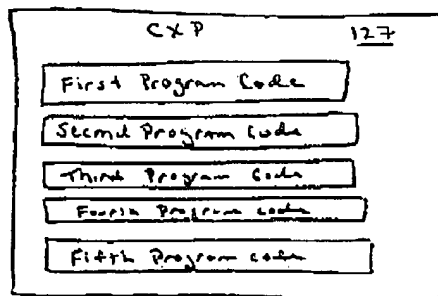 CXP 127
First Program Code
Second Program Code
Third Program Code
Fourth Program code
Fifth Program code